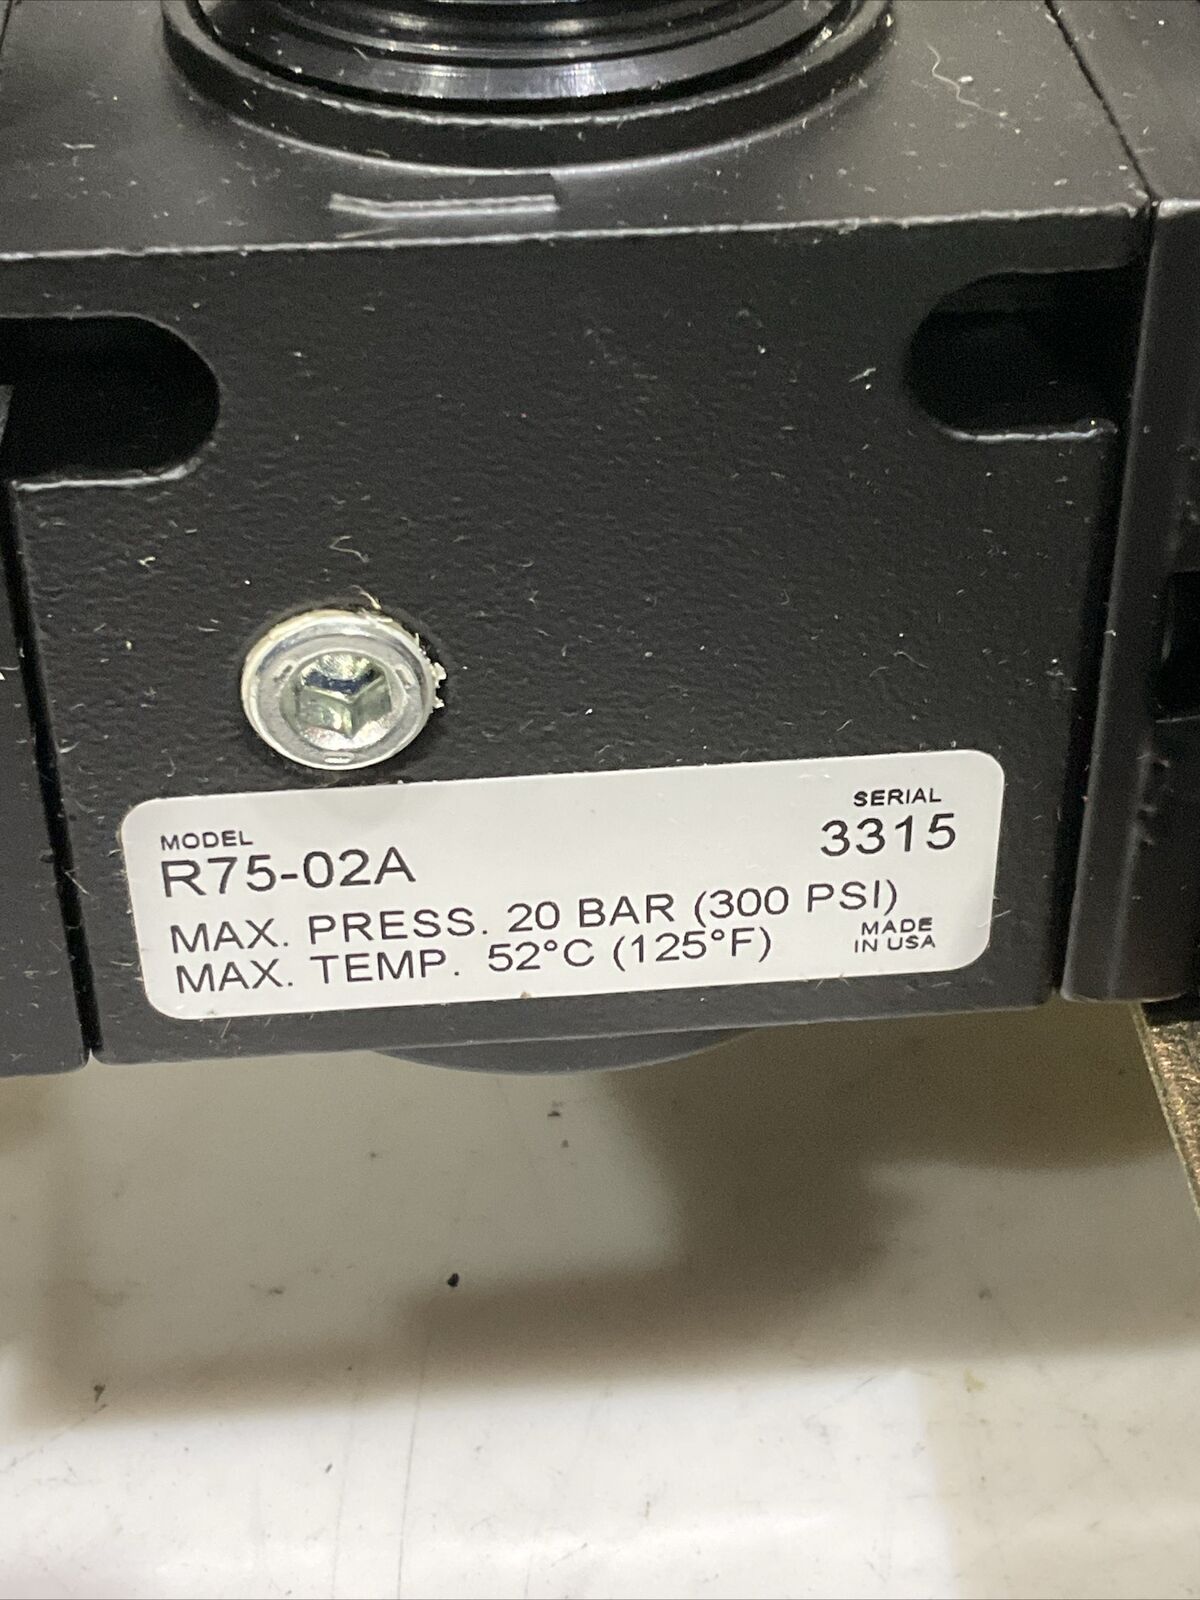 MODEL
R75-02A
SERIAL
3315
MAX. PRESS. 20 BAR (300 PSI)
MAX. TEMP. 52°C (125°F)
MADE
IN USA